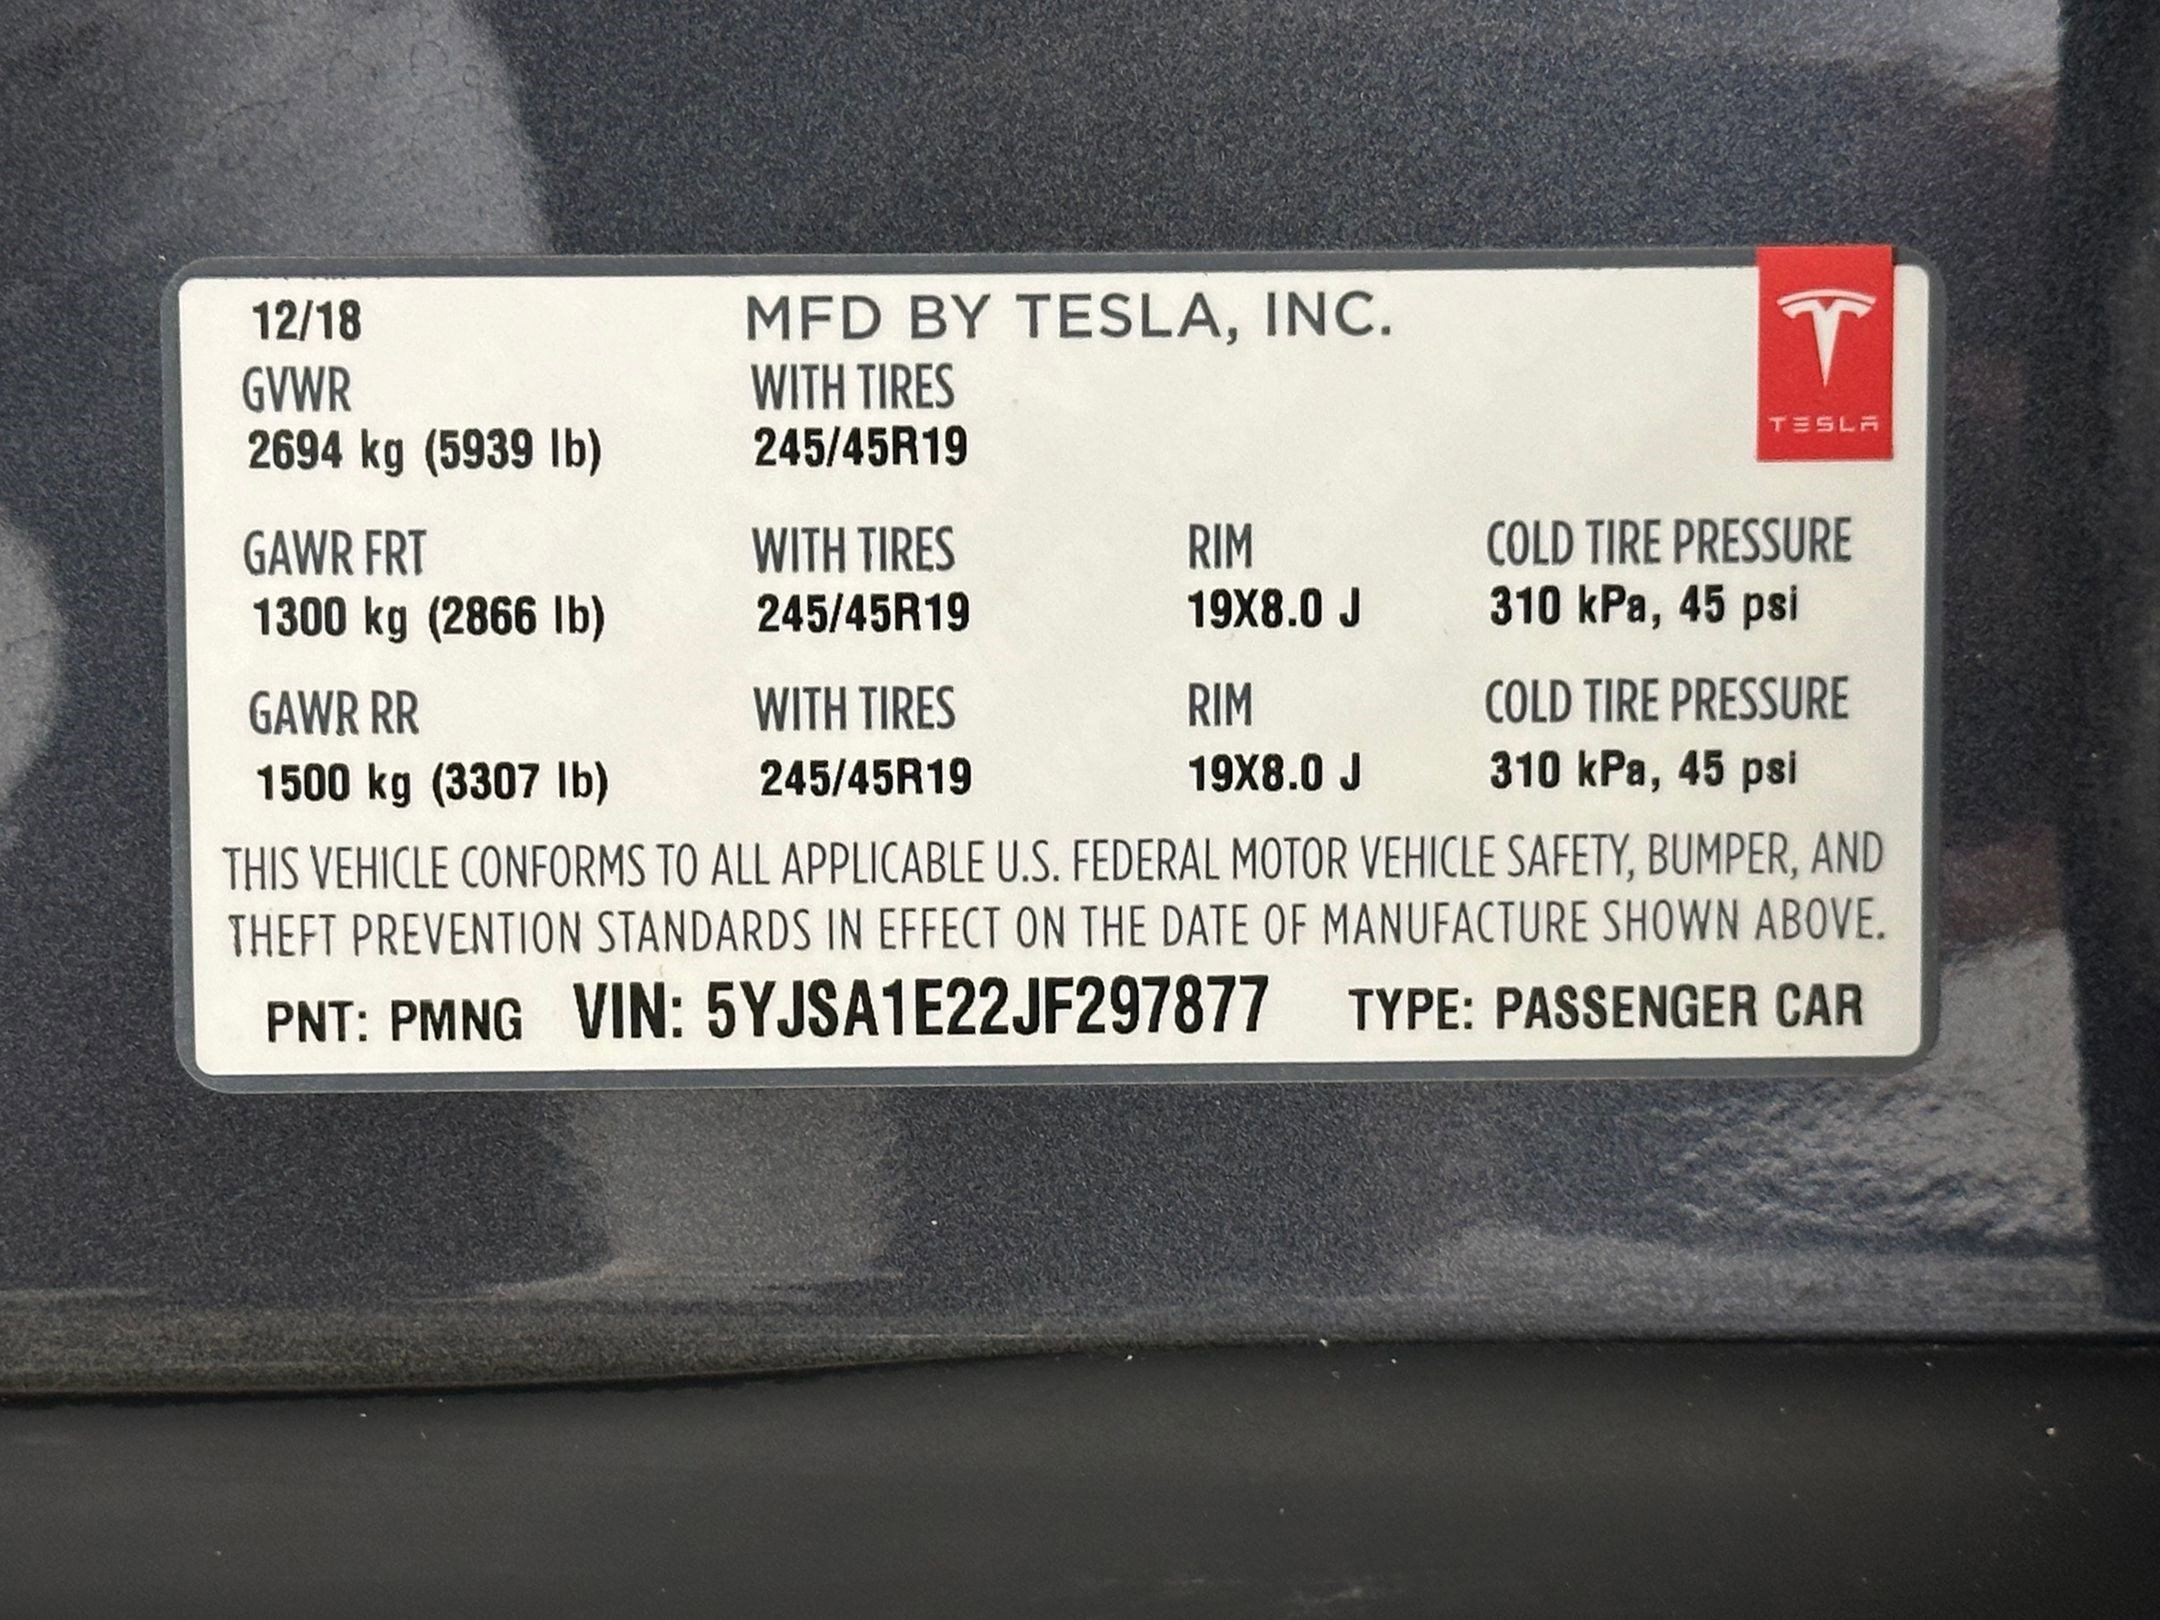 12/18 MFD BY TESLA, INC.
TESLA
GVWR WITH TIRES
2694 kg (5939 lb) 245/45R19
GAWR FRT WITH TIRES RIM COLD TIRE PRESSURE
1300 kg (2866 lb) 245/45R19 19X8.0 J 310 kPa, 45 psi
GAWR RR WITH TIRES RIM COLD TIRE PRESSURE
1500 kg (3307 lb) 245/45R19 19X8.0 J 310 kPa, 45 psi
THIS VEHICLE CONFORMS TO ALL APPLICABLE U.S. FEDERAL MOTOR VEHICLE SAFETY, BUMPER, AND
THEFT PREVENTION STANDARDS IN EFFECT ON THE DATE OF MANUFACTURE SHOWN ABOVE.
PNT: PMNG VIN: 5YJSA1E22JF297877 TYPE: PASSENGER CAR